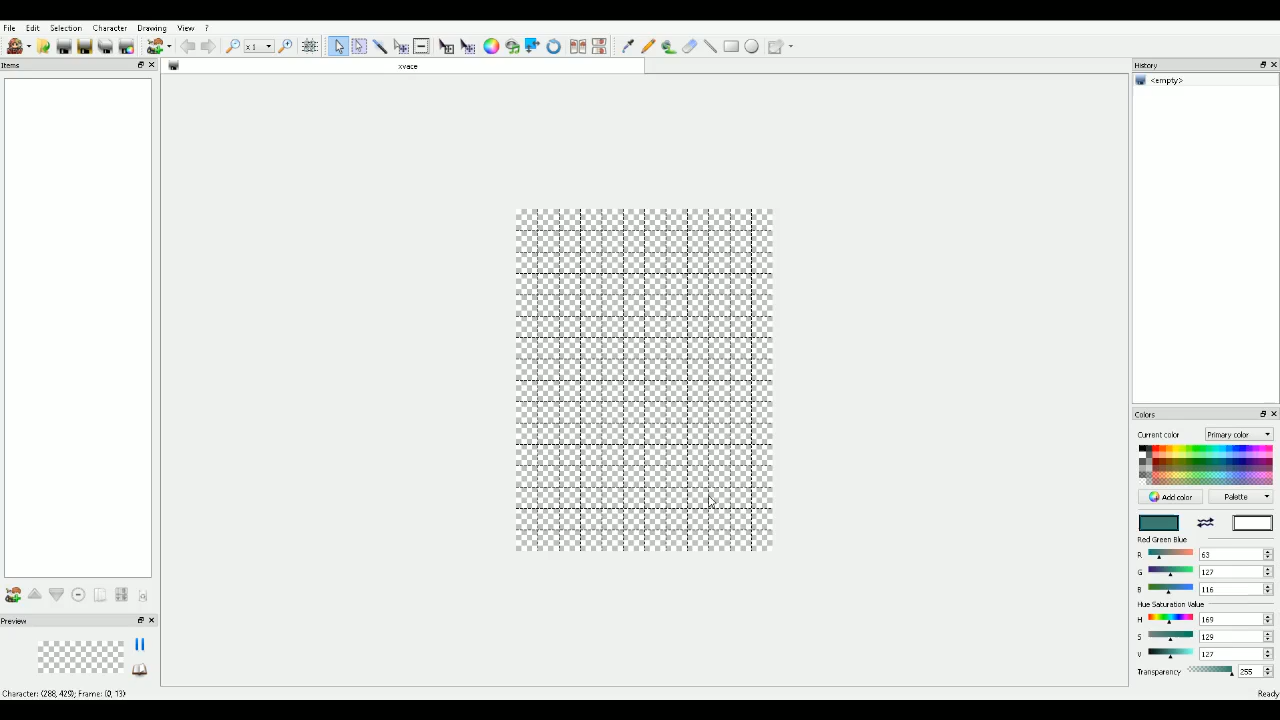 File Edit Selection Character Drawing View ?
x 1
Items
xvace
History
<empty>
Colors
Current color Primary color
Add color Palette
Red Green Blue
R 63
G 127
B 116
Hue Saturation Value
H 169
S 129
V 127
Transparency 255
Preview
Character: (288, 429); Frame: (0, 13)
Ready